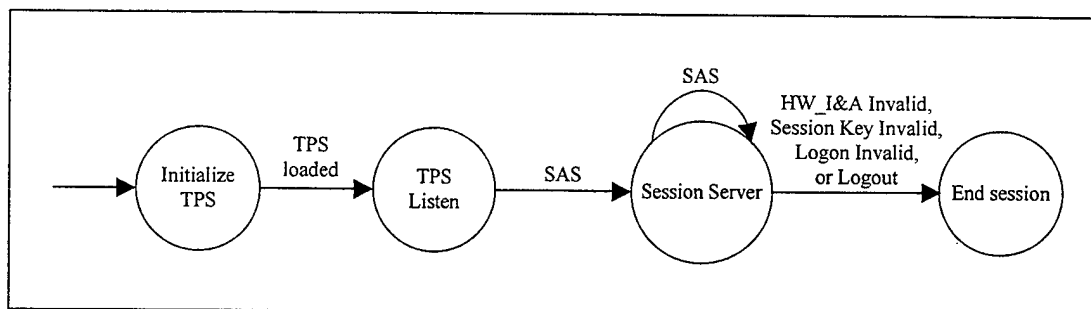 SAS
HW_I&A Invalid,
Session Key Invalid,
Logon Invalid,
or Logout
TPS
loaded
Initialize
TPS
TPS
Listen
SAS
Session Server
End session